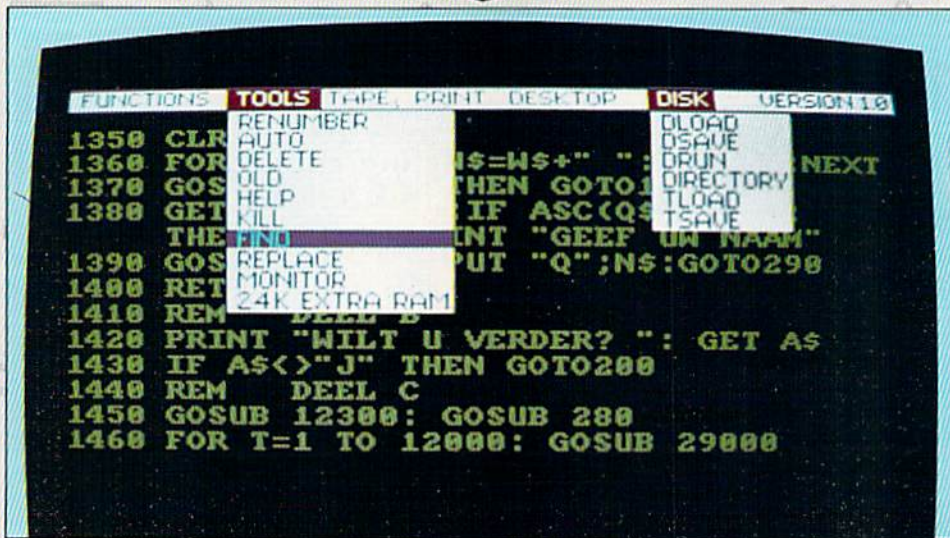 FUNCTIONS TOOLS TAPE, PRINT DESKTOP DISK VERSION 1.0
RENUMBER
AUTO
DELETE
OLD
HELP
KILL
FIND
REPLACE
MONITOR
24K EXTRA RAM
DLOAD
DSAVE
DRUN
DIRECTORY
TLOAD
TSAVE
1350 CLR
1360 FOR N$=W$+" ": :NEXT
1370 GOS THEN GOTO1
1380 GET ;IF ASC(Q$
THE INT "GEEF UW NAAM"
1390 GOS PUT "Q";N$:GOTO290
1400 RET
1410 REM DEEL B
1420 PRINT "WILT U VERDER? ": GET A$
1430 IF A$<>"J" THEN GOTO200
1440 REM DEEL C
1450 GOSUB 12300: GOSUB 280
1460 FOR T=1 TO 12000: GOSUB 29000